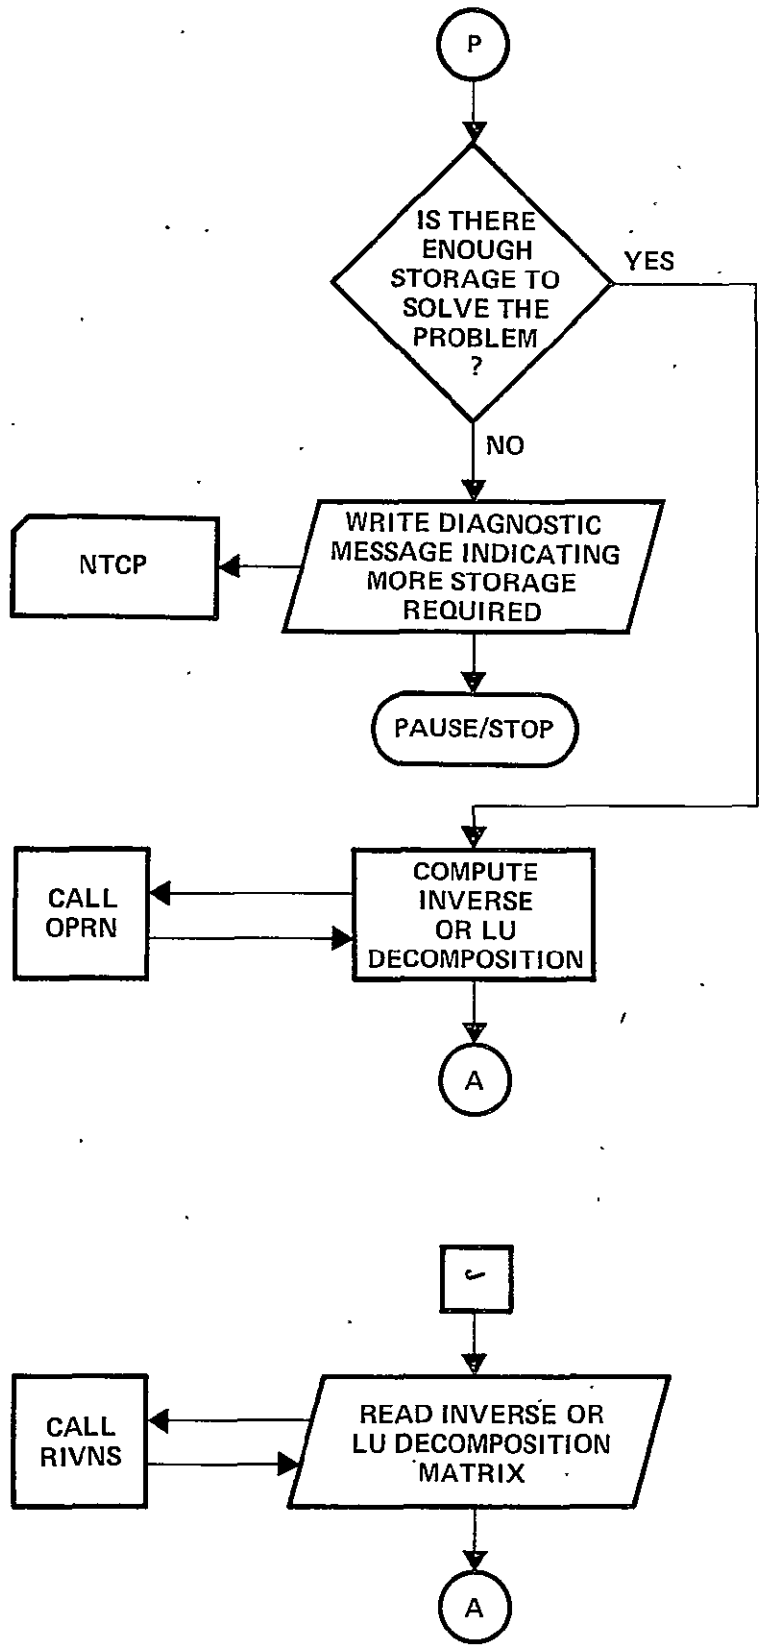 P
IS THERE
ENOUGH
STORAGE TO
SOLVE THE
PROBLEM
?
YES
NO
WRITE DIAGNOSTIC
MESSAGE INDICATING
MORE STORAGE
REQUIRED
NTCP
PAUSE/STOP
COMPUTE
INVERSE
OR LU
DECOMPOSITION
CALL
OPRN
A
J
READ INVERSE OR
LU DECOMPOSITION
MATRIX
CALL
RIVNS
A